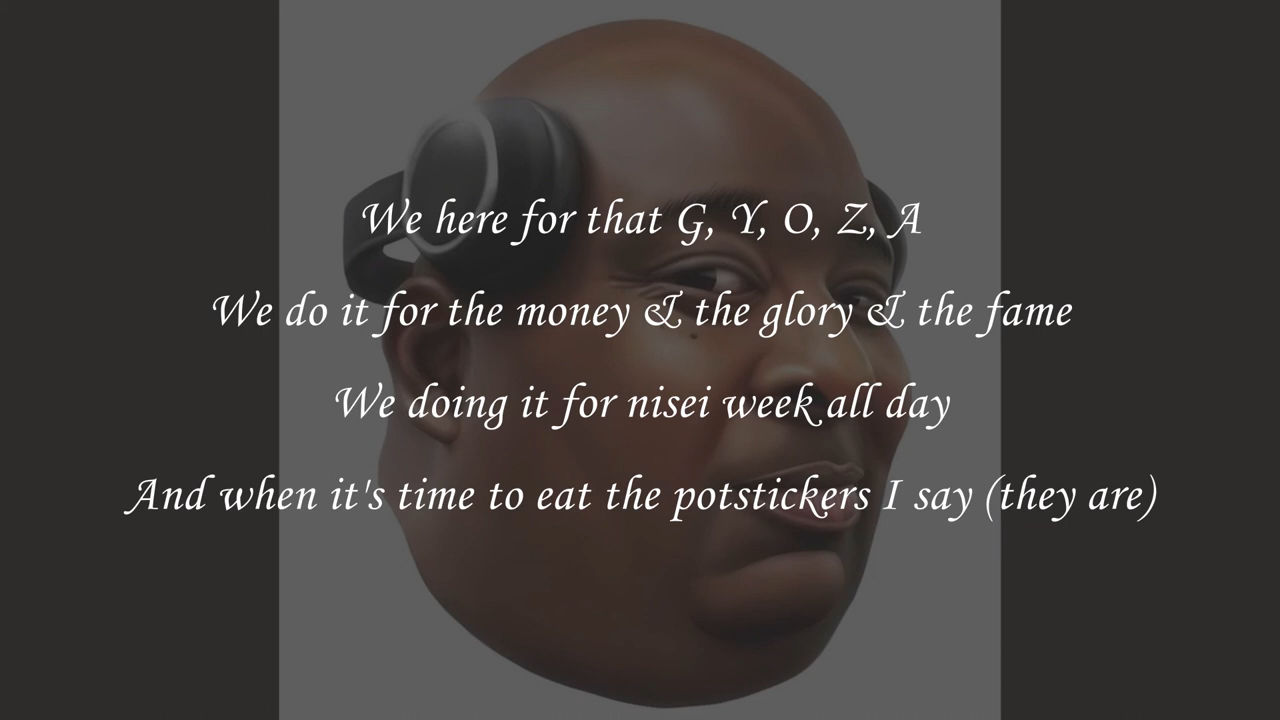 We here for that G, Y, O, Z, A
We do it for the money & the glory & the fame
We doing it for nisei week all day
And when it's time to eat the potstickers I say (they are)